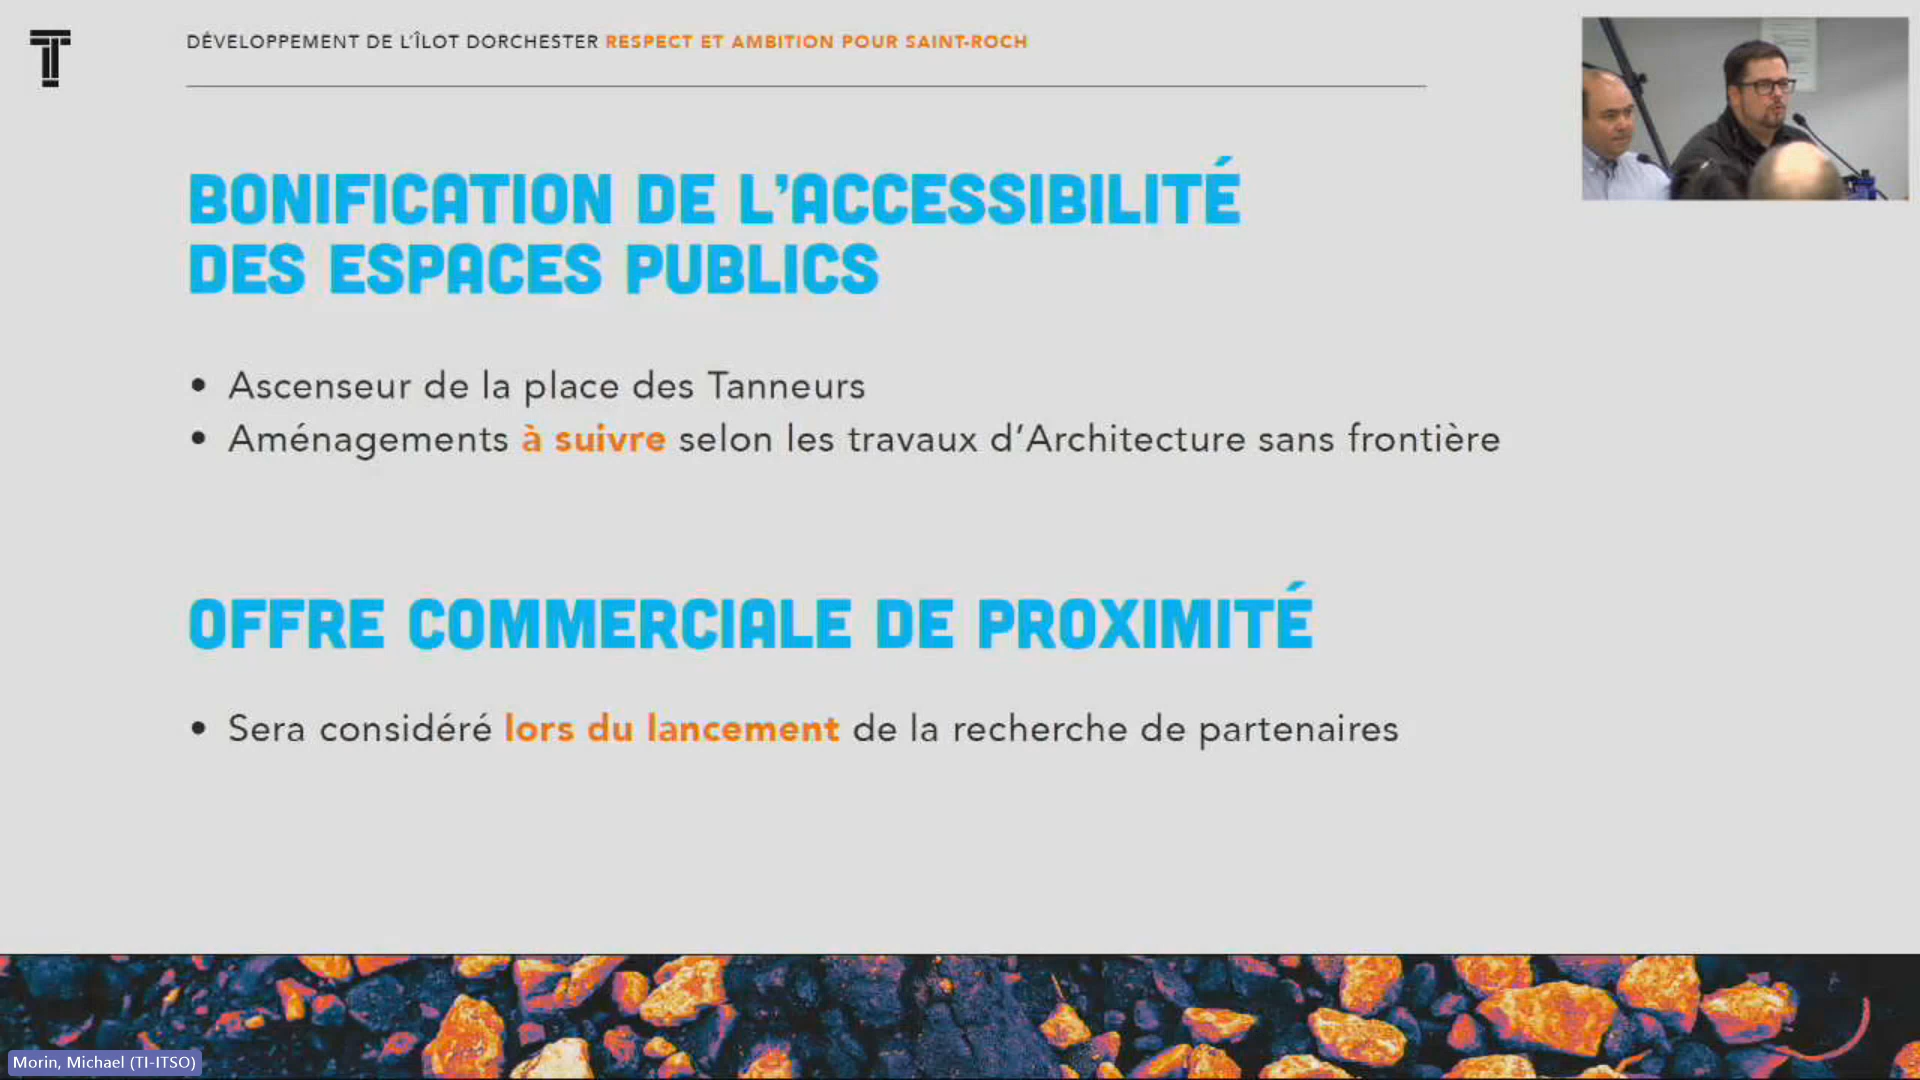 DÉVELOPPEMENT DE L'ÎLOT DORCHESTER RESPECT ET AMBITION POUR SAINT-ROCH
BONIFICATION DE L'ACCESSIBILITÉ
DES ESPACES PUBLICS
• Ascenseur de la place des Tanneurs
• Aménagements à suivre selon les travaux d'Architecture sans frontière
OFFRE COMMERCIALE DE PROXIMITÉ
• Sera considéré lors du lancement de la recherche de partenaires
Morin, Michael (TI-ITSO)